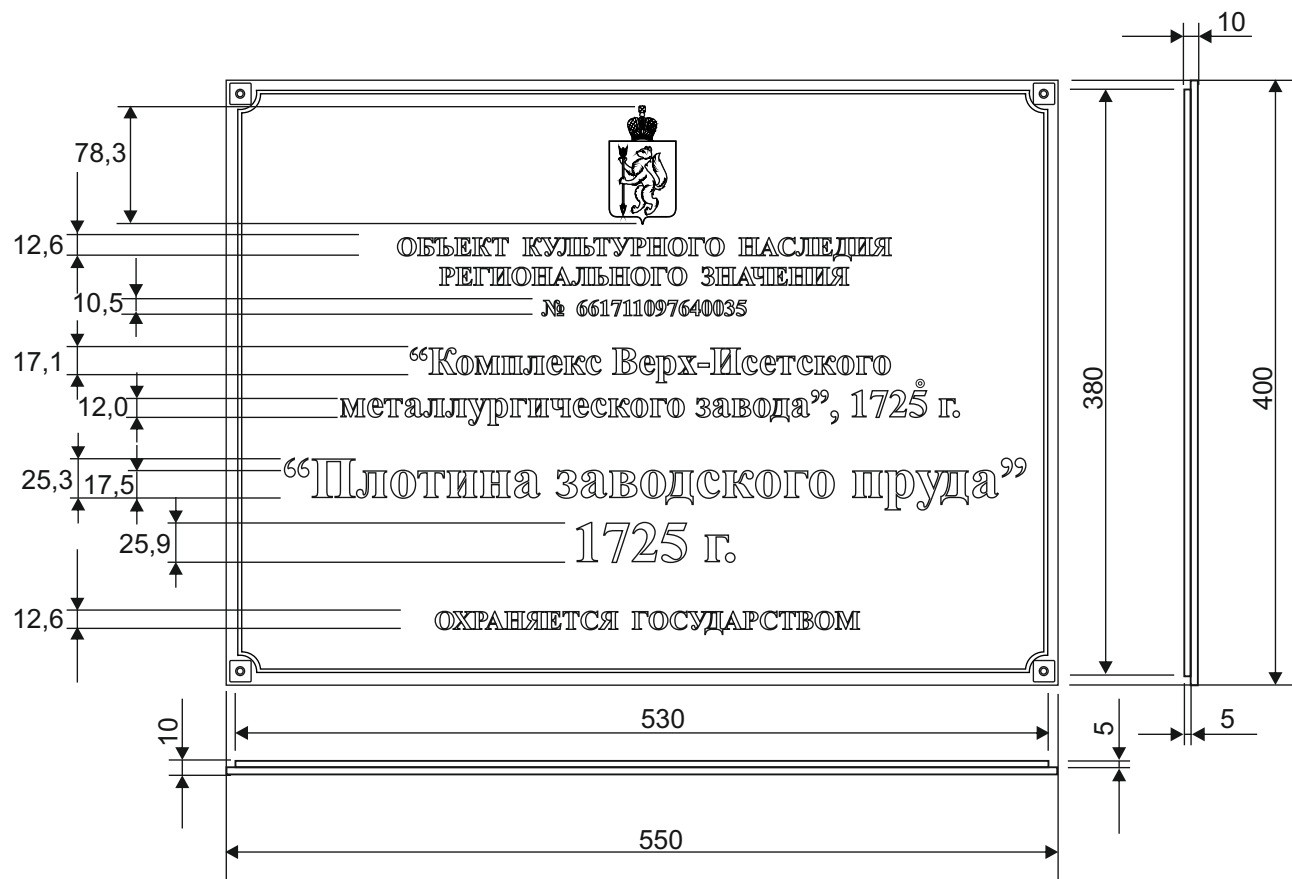 10
78,3
12,6
ОБЪЕКТ КУЛЬТУРНОГО НАСЛЕДИЯ
РЕГИОНАЛЬНОГО ЗНАЧЕНИЯ
10,5
№ 661711097640035
17,1
“Комплекс Верх-Исетского
12,0
металлургического завода”, 1725 г.
380
400
25,3
17,5
“Плотина заводского пруда”
25,9
1725 г.
12,6
ОХРАНЯЕТСЯ ГОСУДАРСТВОМ
10
530
5
5
550